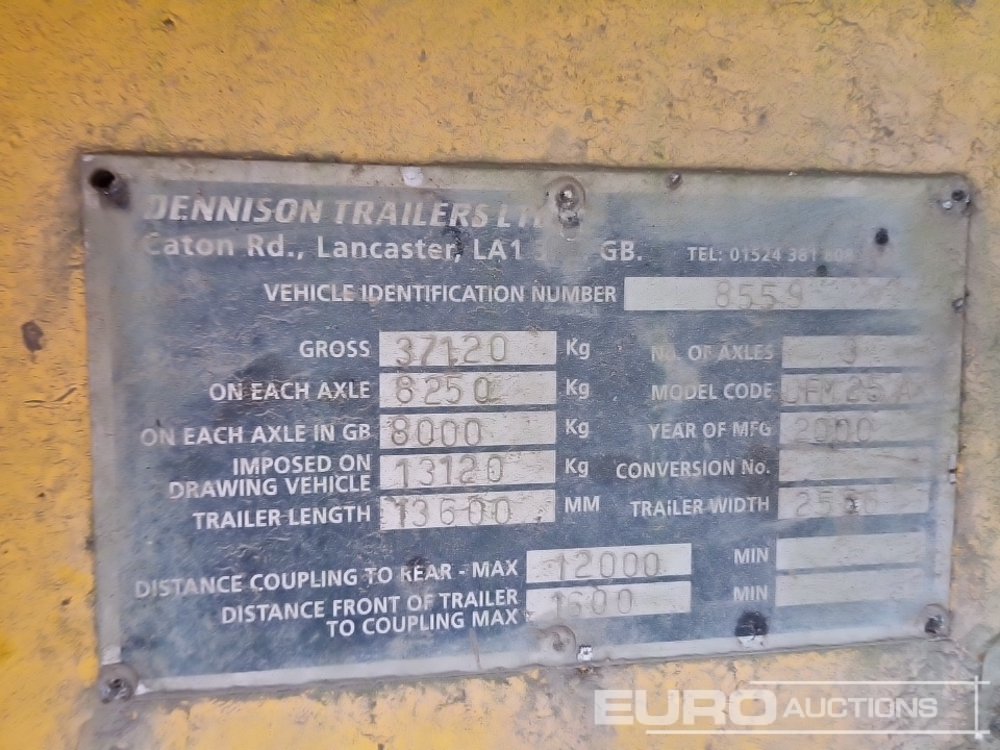 DENNISON TRAILERS LTD
Caton Rd., Lancaster, LA1 GB. TEL: 01524 381
VEHICLE IDENTIFICATION NUMBER 8559
GROSS 37120 Kg No. OF AXLES 3
ON EACH AXLE 8250 Kg MODEL CODE
ON EACH AXLE IN GB 8000 Kg YEAR OF MFG 2000
IMPOSED ON
DRAWING VEHICLE 13120 Kg CONVERSION No.
TRAILER LENGTH 13600 MM TRAILER WIDTH
DISTANCE COUPLING TO REAR - MAX 12000 MIN
DISTANCE FRONT OF TRAILER
TO COUPLING MAX 1600 MIN
EURO AUCTIONS